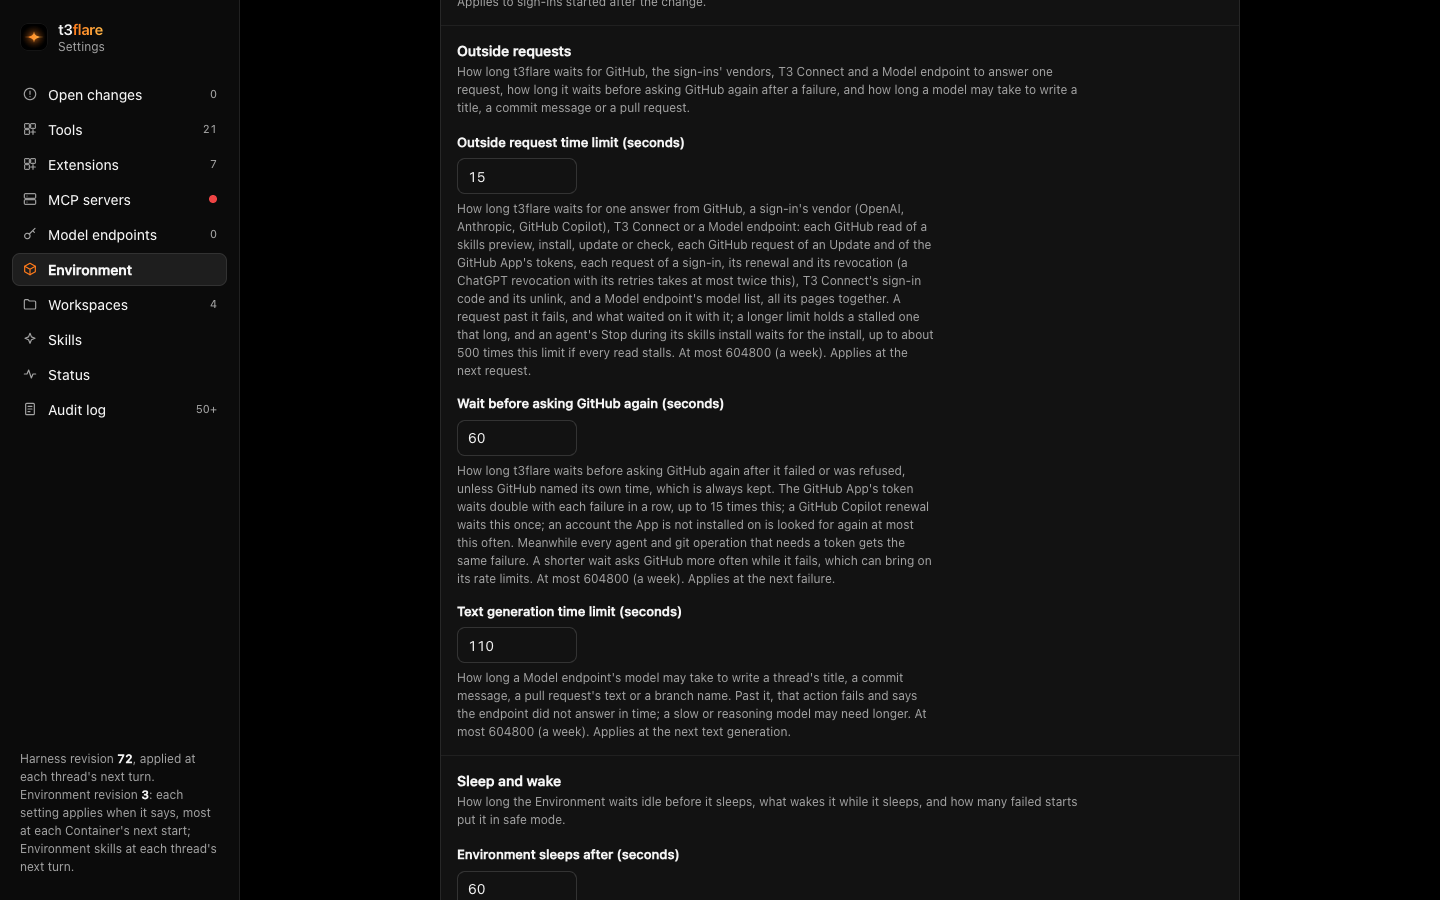 t3flare
Settings
Open changes 0
Tools 21
Extensions 7
MCP servers
Model endpoints 0
Environment
Workspaces 4
Skills
Status
Audit log 50+
Harness revision 72, applied at
each thread's next turn.
Environment revision 3: each
setting applies when it says, most
at each Container's next start;
Environment skills at each thread's
next turn.
Applies to sign-ins started after the change.
Outside requests
How long t3flare waits for GitHub, the sign-ins' vendors, T3 Connect and a Model endpoint to answer one
request, how long it waits before asking GitHub again after a failure, and how long a model may take to write a
title, a commit message or a pull request.
Outside request time limit (seconds)
15
How long t3flare waits for one answer from GitHub, a sign-in's vendor (OpenAI,
Anthropic, GitHub Copilot), T3 Connect or a Model endpoint: each GitHub read of a
skills preview, install, update or check, each GitHub request of an Update and of the
GitHub App's tokens, each request of a sign-in, its renewal and its revocation (a
ChatGPT revocation with its retries takes at most twice this), T3 Connect's sign-in
code and its unlink, and a Model endpoint's model list, all its pages together. A
request past it fails, and what waited on it with it; a longer limit holds a stalled one
that long, and an agent's Stop during its skills install waits for the install, up to about
500 times this limit if every read stalls. At most 604800 (a week). Applies at the
next request.
Wait before asking GitHub again (seconds)
60
How long t3flare waits before asking GitHub again after it failed or was refused,
unless GitHub named its own time, which is always kept. The GitHub App's token
waits double with each failure in a row, up to 15 times this; a GitHub Copilot renewal
waits this once; an account the App is not installed on is looked for again at most
this often. Meanwhile every agent and git operation that needs a token gets the
same failure. A shorter wait asks GitHub more often while it fails, which can bring on
its rate limits. At most 604800 (a week). Applies at the next failure.
Text generation time limit (seconds)
110
How long a Model endpoint's model may take to write a thread's title, a commit
message, a pull request's text or a branch name. Past it, that action fails and says
the endpoint did not answer in time; a slow or reasoning model may need longer. At
most 604800 (a week). Applies at the next text generation.
Sleep and wake
How long the Environment waits idle before it sleeps, what wakes it while it sleeps, and how many failed starts
put it in safe mode.
Environment sleeps after (seconds)
60